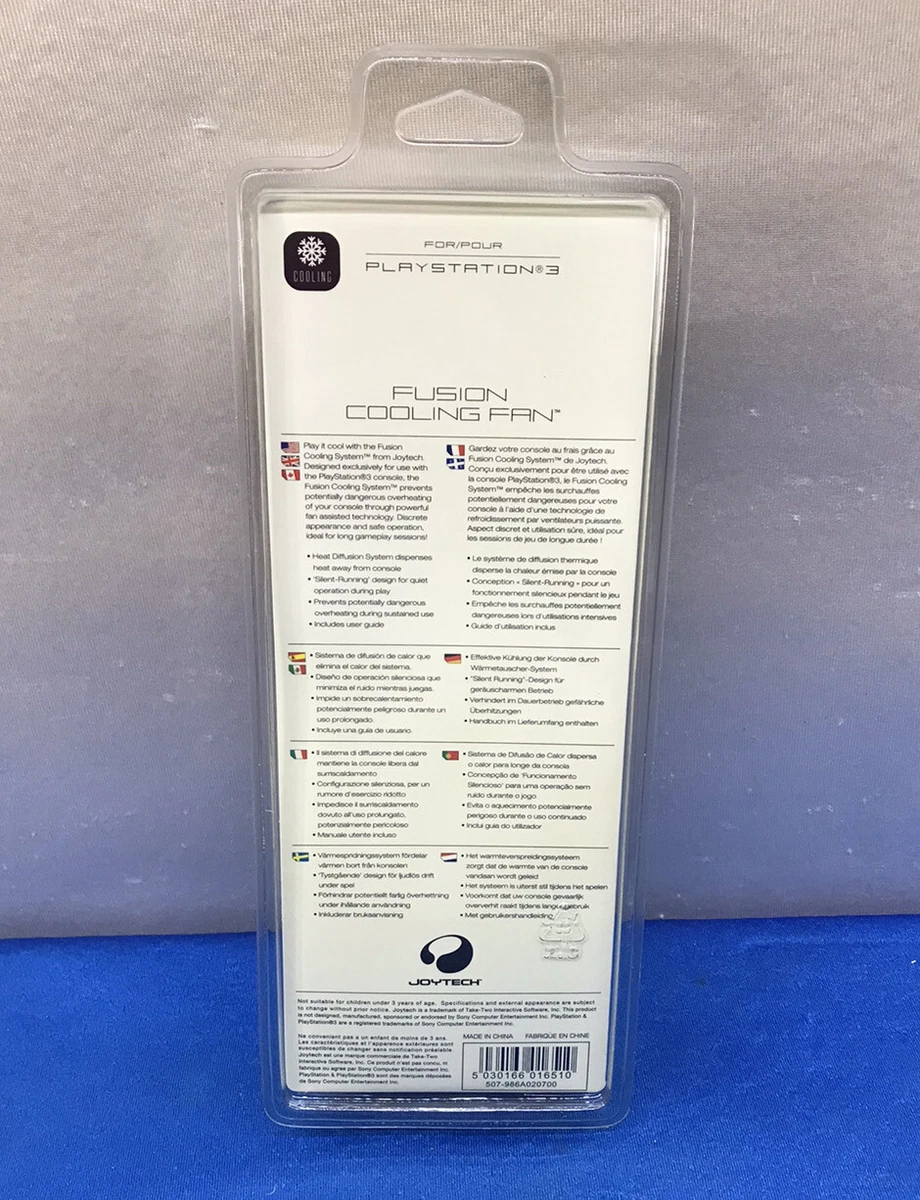 COOLING
FOR/POUR
PLAYSTATION®3
FUSION
COOLING FAN™
Play it cool with the Fusion
Cooling System™ from Joytech.
Designed exclusively for use with
the PlayStation®3 console, the
Fusion Cooling System™ prevents
potentially dangerous overheating
of your console through powerful
fan assisted technology. Discrete
appearance and safe operation,
ideal for long gameplay sessions!
• Heat Diffusion System dispenses
heat away from console
• 'Silent-Running' design for quiet
operation during play
• Prevents potentially dangerous
overheating during sustained use
• Includes user guide
Gardez votre console au frais grâce au
Fusion Cooling System™ de Joytech.
Conçu exclusivement pour être utilisé avec
la console PlayStation®3, le Fusion Cooling
System™ empêche les surchauffes
potentiellement dangereuses pour votre
console à l'aide d'une technologie de
refroidissement par ventilateurs puissante.
Aspect discret et utilisation sûre, idéal pour
les sessions de jeu de longue durée !
• Le système de diffusion thermique
disperse la chaleur émise par la console
• Conception « Silent-Running » pour un
fonctionnement silencieux pendant le jeu
• Empêche les surchauffes potentiellement
dangereuses lors d'utilisations intensives
• Guide d'utilisation inclus
• Sistema de difusión de calor que
elimina el calor del sistema.
• Diseño de operación silenciosa que
minimiza el ruido mientras juegas.
• Impide un sobrecalentamiento
potencialmente peligroso durante un
uso prolongado.
• Incluye una guía de usuario.
• Effektive Kühlung der Konsole durch
Wärmetauscher-System
• "Silent Running"-Design für
geräuscharmen Betrieb
• Verhindert im Dauerbetrieb gefährliche
Überhitzungen
• Handbuch im Lieferumfang enthalten
• Il sistema di diffusione del calore
mantiene la console libera dal
surriscaldamento
• Configurazione silenziosa, per un
rumore d'esercizio ridotto
• Impedisce il surriscaldamento
dovuto all'uso prolungato,
potenzialmente pericoloso
• Manuale utente incluso
• Sistema de Difusão de Calor dispersa
o calor para longe da consola
• Concepção de 'Funcionamento
Silencioso' para uma operação sem
ruído durante o jogo
• Evita o aquecimento potencialmente
perigoso durante o uso continuado
• Inclui guia do utilizador
• Värmespridningssystem fördelar
värmen bort från konsolen
• 'Tystgående' design för ljudlös drift
under spel
• Förhindrar potentiellt farlig överhettning
under ihållande användning
• Inkluderar bruksanvisning
• Het warmteverspreidingssysteem
zorgt dat de warmte van de console
vandaan wordt geleid
• Het systeem is uiterst stil tijdens het spelen
• Voorkomt dat uw console gevaarlijk
oververhit raakt tijdens langdurig gebruik
• Met gebruikershandleiding
JOYTECH™
Not suitable for children under 3 years of age. Specifications and external appearance are subject
to change without prior notice. Joytech is a trademark of Take-Two Interactive Software, Inc. This product
is not designed, manufactured, sponsored or endorsed by Sony Computer Entertainment Inc. PlayStation &
PlayStation®3 are a registered trademarks of Sony Computer Entertainment Inc.
Ne convenient pas a un enfant de moins de 3 ans.
Les caractéristiques et l'apparence extérieures sont
susceptibles de changer sans notification préalable
Joytech est une marque commerciale de Take-Two
Interactive Software, Inc. Ce produit n'est pas concu, ni
fabrique ou agree par Sony Computer Entertainment Inc.
PlayStation & PlayStation®3 sont des marques déposées
de Sony Computer Entertainment Inc.
MADE IN CHINA FABRIQUE EN CHINE
5 030166 016510
507-986A020700